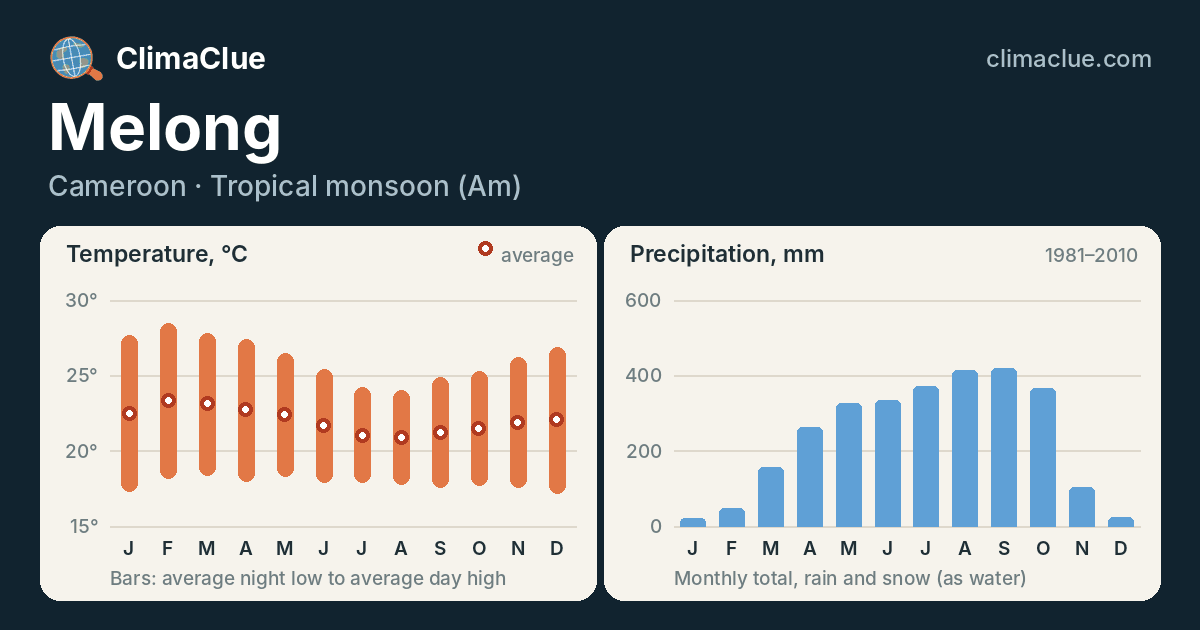 ClimaClue
climaclue.com
Melong
Cameroon · Tropical monsoon (Am)
Temperature, °C
average
30°
25°
20°
15°
J F M A M J J A S O N D
Bars: average night low to average day high
Precipitation, mm
1981–2010
600
400
200
0
J F M A M J J A S O N D
Monthly total, rain and snow (as water)